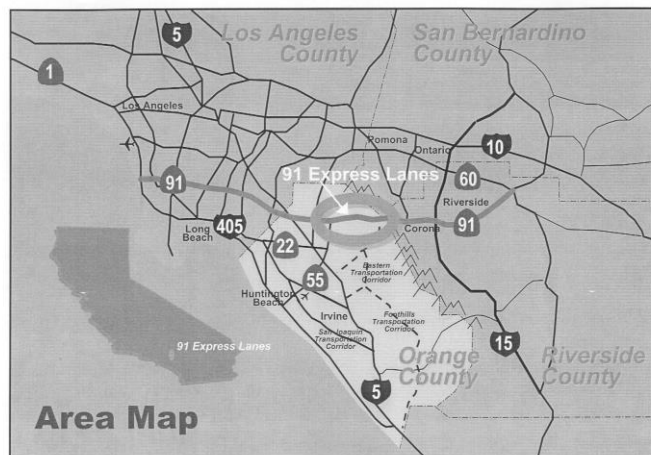 5
Los Angeles
County
San Bernardino
County
1
Los Angeles
Pomona
Ontario
10
60
91 Express Lanes
91
Riverside
Long
Beach
405
Corona
91
22
Eastern
Transportation
Corridor
55
Huntington
Beach
Irvine
Foothills
Transportation
Corridor
San Joaquin
Transportation
Corridor
91 Express Lanes
Orange
County
15
Riverside
County
5
Area Map